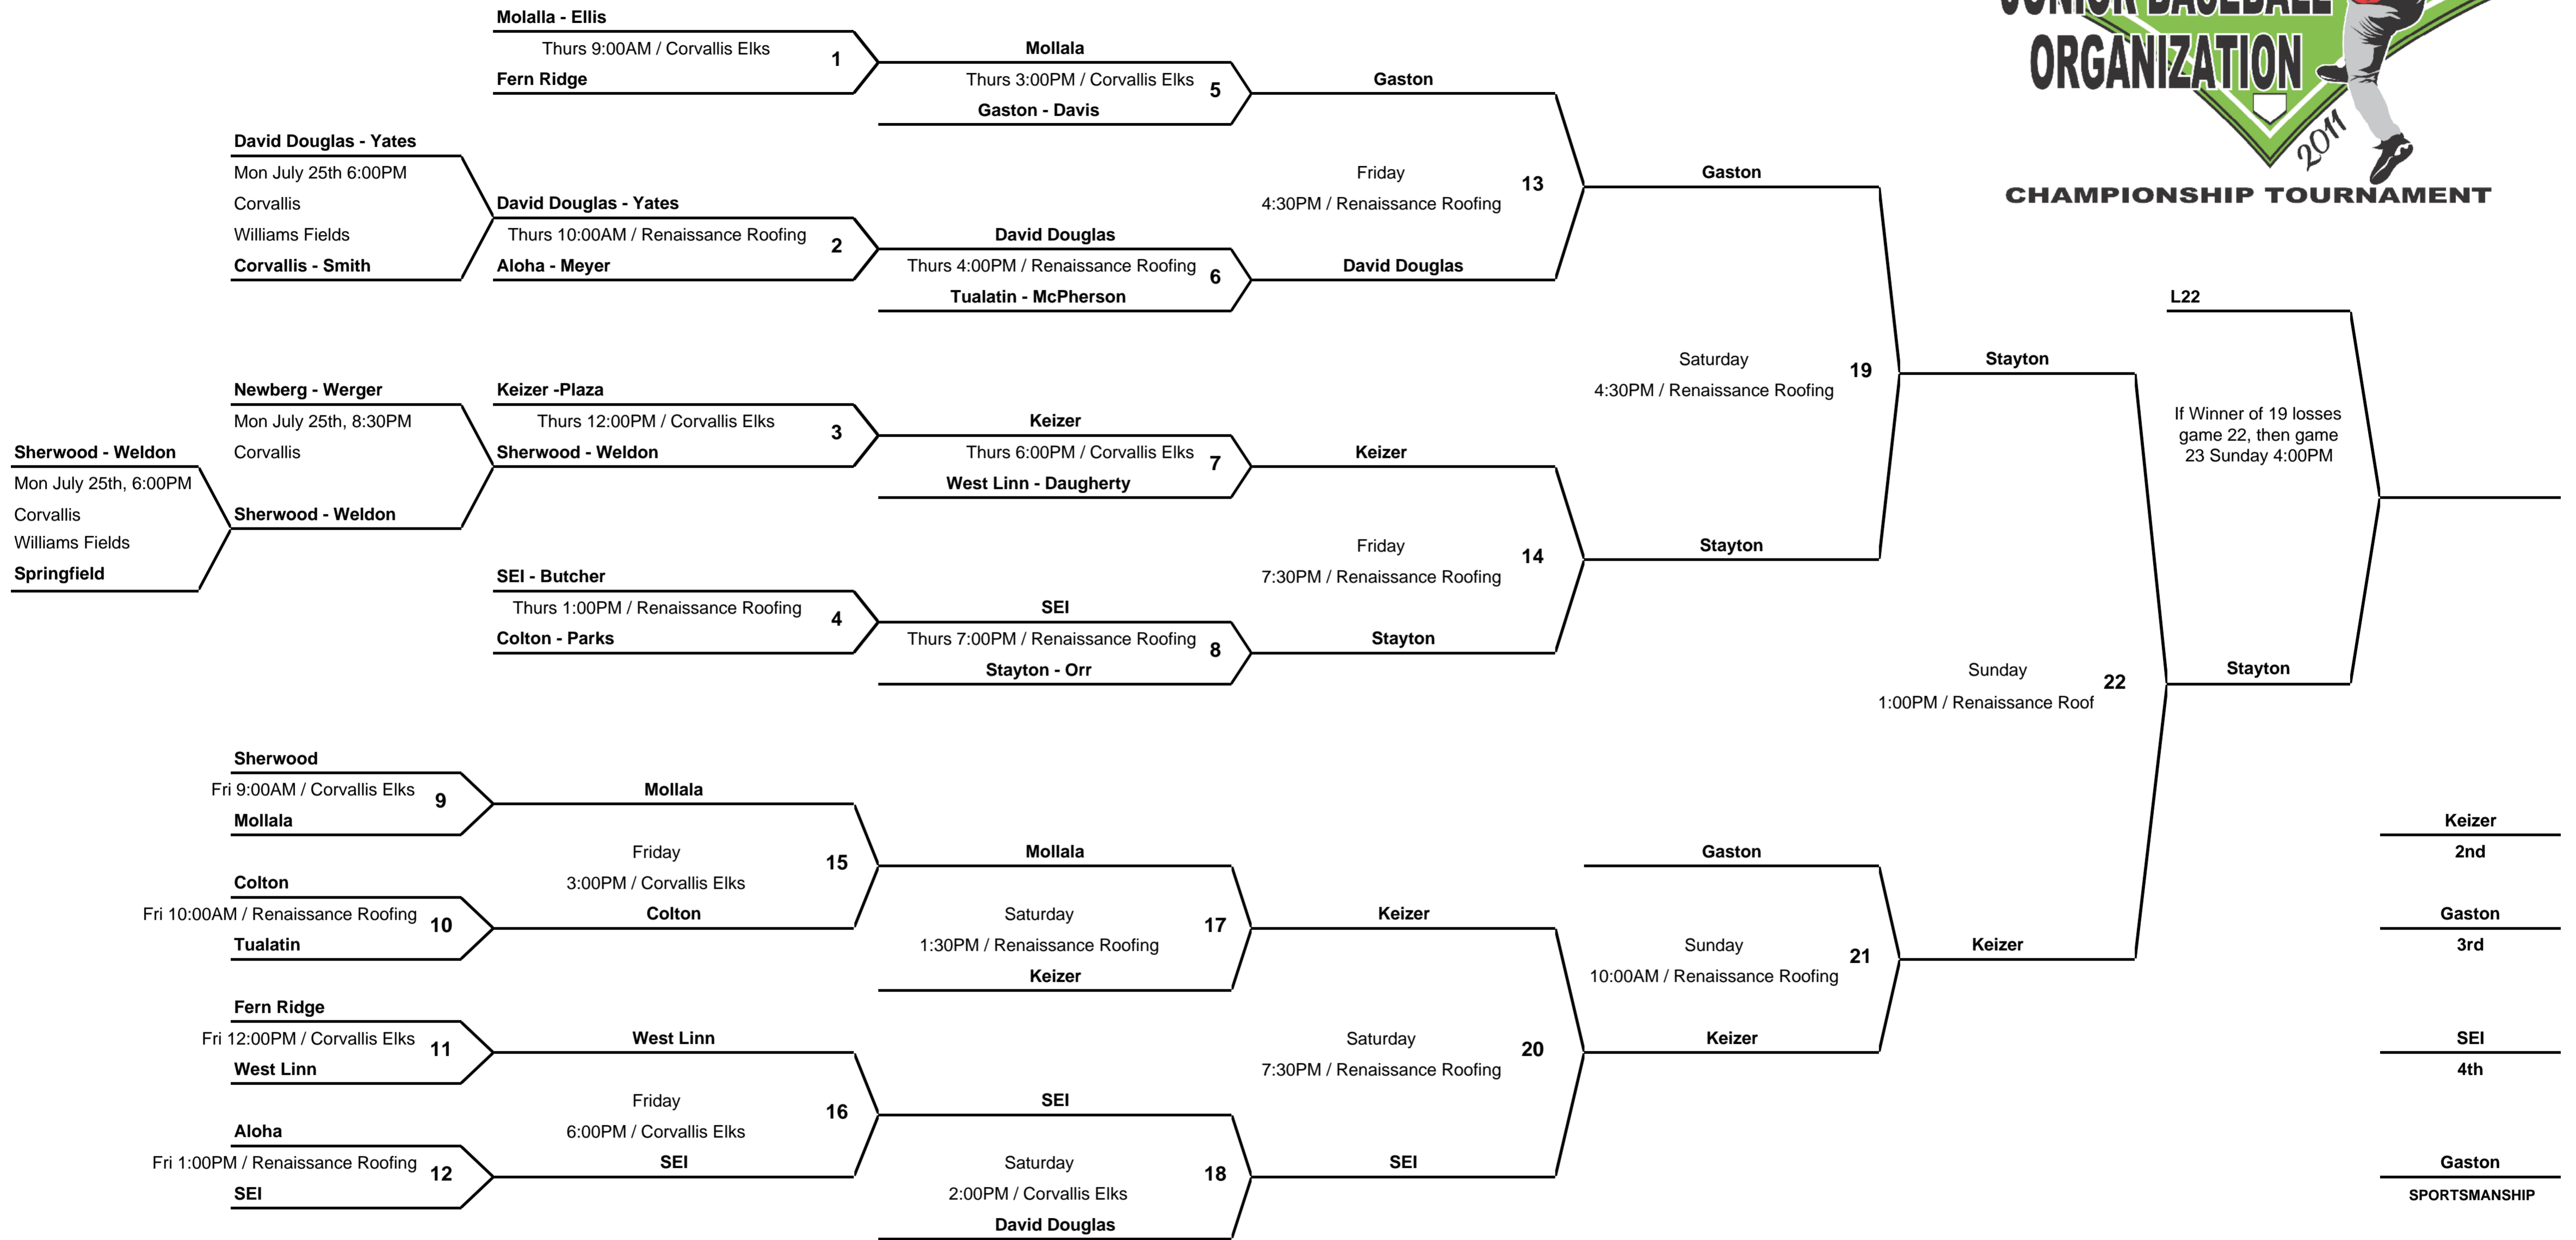 JUNIOR BASEBALL
ORGANIZATION
2011
CHAMPIONSHIP TOURNAMENT
Molalla - Ellis
Thurs 9:00AM / Corvallis Elks
1
Fern Ridge
Mollala
Thurs 3:00PM / Corvallis Elks
5
Gaston - Davis
Gaston
David Douglas - Yates
Mon July 25th 6:00PM
Corvallis
Williams Fields
Corvallis - Smith
David Douglas - Yates
Thurs 10:00AM / Renaissance Roofing
2
Aloha - Meyer
David Douglas
Thurs 4:00PM / Renaissance Roofing
6
Tualatin - McPherson
Friday
4:30PM / Renaissance Roofing
13
David Douglas
Gaston
Sherwood - Weldon
Mon July 25th, 6:00PM
Corvallis
Williams Fields
Springfield
Newberg - Werger
Mon July 25th, 8:30PM
Corvallis
Sherwood - Weldon
Keizer -Plaza
Thurs 12:00PM / Corvallis Elks
3
Sherwood - Weldon
Keizer
Thurs 6:00PM / Corvallis Elks
7
West Linn - Daugherty
Keizer
SEI - Butcher
Thurs 1:00PM / Renaissance Roofing
4
Colton - Parks
SEI
Thurs 7:00PM / Renaissance Roofing
8
Stayton - Orr
Friday
7:30PM / Renaissance Roofing
14
Stayton
Stayton
Saturday
4:30PM / Renaissance Roofing
19
Stayton
L22
If Winner of 19 losses
game 22, then game
23 Sunday 4:00PM
Sunday
1:00PM / Renaissance Roof
22
Stayton
Sherwood
Fri 9:00AM / Corvallis Elks
9
Mollala
Mollala
Friday
3:00PM / Corvallis Elks
15
Colton
Fri 10:00AM / Renaissance Roofing
10
Tualatin
Colton
Mollala
Saturday
1:30PM / Renaissance Roofing
17
Keizer
Keizer
Fern Ridge
Fri 12:00PM / Corvallis Elks
11
West Linn
West Linn
Friday
6:00PM / Corvallis Elks
16
Aloha
Fri 1:00PM / Renaissance Roofing
12
SEI
SEI
SEI
Saturday
2:00PM / Corvallis Elks
18
David Douglas
Saturday
7:30PM / Renaissance Roofing
20
SEI
Gaston
Sunday
10:00AM / Renaissance Roofing
21
Keizer
Keizer
Keizer
2nd
Gaston
3rd
SEI
4th
Gaston
SPORTSMANSHIP